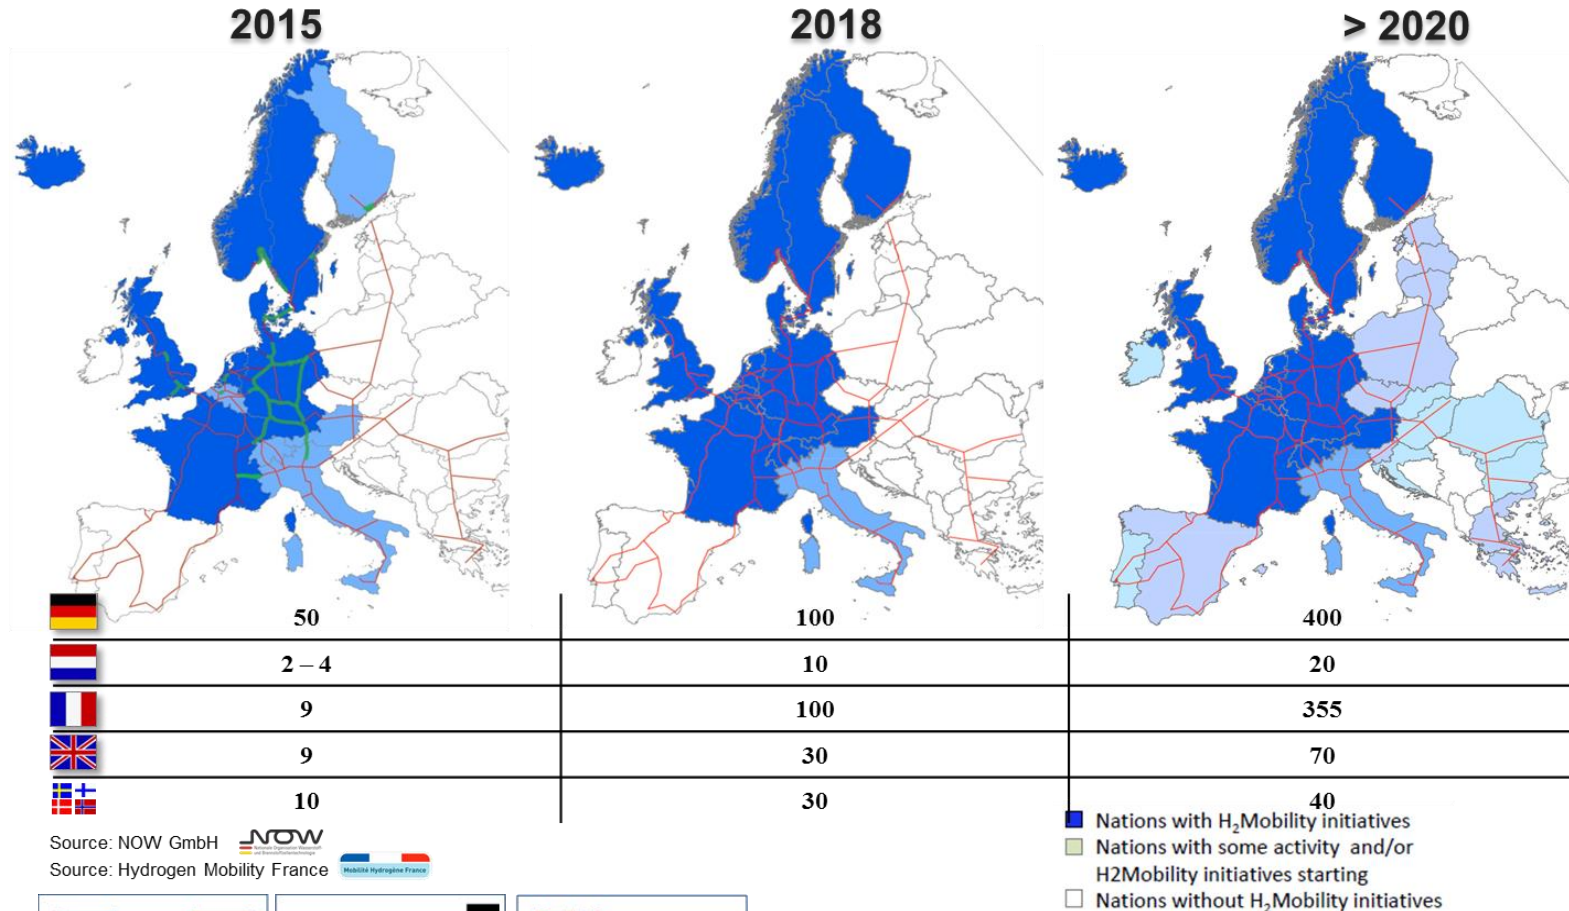 2015 2018 > 2020
50 100 400
2 – 4 10 20
9 100 355
9 30 70
10 30 40
Source: NOW GmbH NOW
Source: Hydrogen Mobility France Mobilité Hydrogène France
Nations with H₂Mobility initiatives
Nations with some activity and/or
H2Mobility initiatives starting
Nations without H₂Mobility initiatives